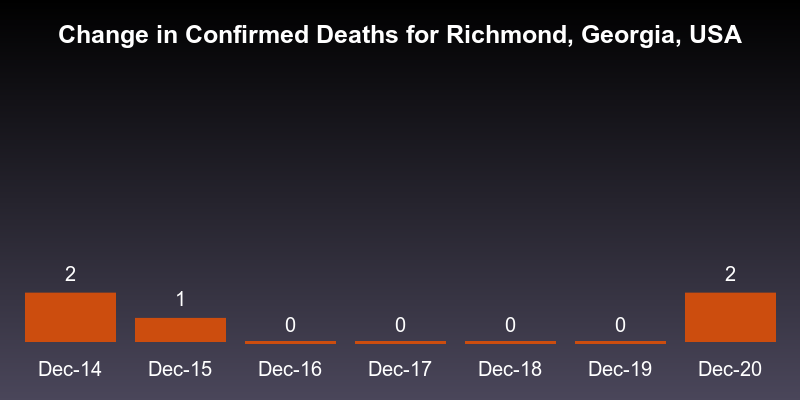 Change in Confirmed Deaths for Richmond, Georgia, USA
2
1
0
0
0
0
2
Dec-14
Dec-15
Dec-16
Dec-17
Dec-18
Dec-19
Dec-20